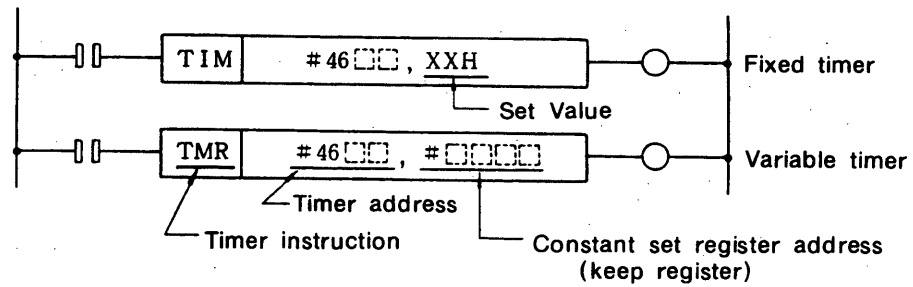 TIM #46⬚⬚, XXH Fixed timer
Set Value
TMR #46⬚⬚, #⬚⬚⬚⬚ Variable timer
Timer address
Timer instruction
Constant set register address
(keep register)